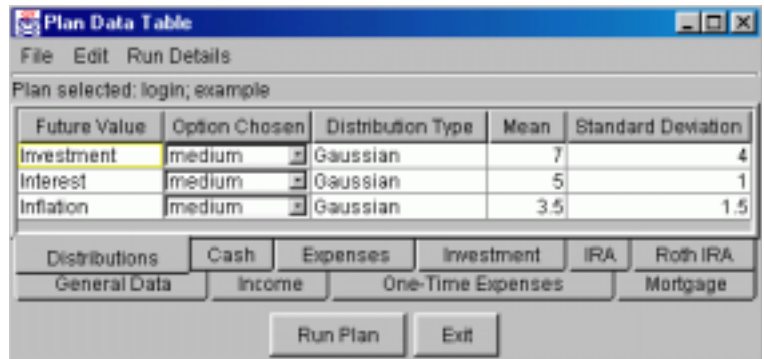 Plan Data Table
File Edit Run Details
Plan selected: login; example
Future Value Option Chosen Distribution Type Mean Standard Deviation
Investment medium Gaussian 7 4
Interest medium Gaussian 5 1
Inflation medium Gaussian 3.5 1.5
Distributions Cash Expenses Investment IRA Roth IRA
General Data Income One-Time Expenses Mortgage
Run Plan Exit